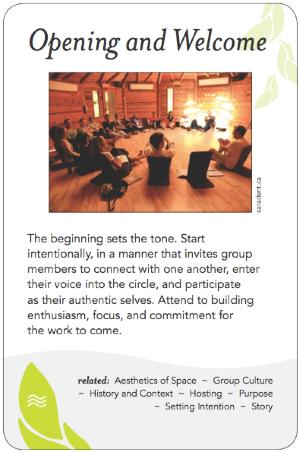 Opening and Welcome
saradent.ca
The beginning sets the tone. Start
intentionally, in a manner that invites group
members to connect with one another, enter
their voice into the circle, and participate
as their authentic selves. Attend to building
enthusiasm, focus, and commitment for
the work to come.
related: Aesthetics of Space ~ Group Culture
~ History and Context ~ Hosting ~ Purpose
~ Setting Intention ~ Story